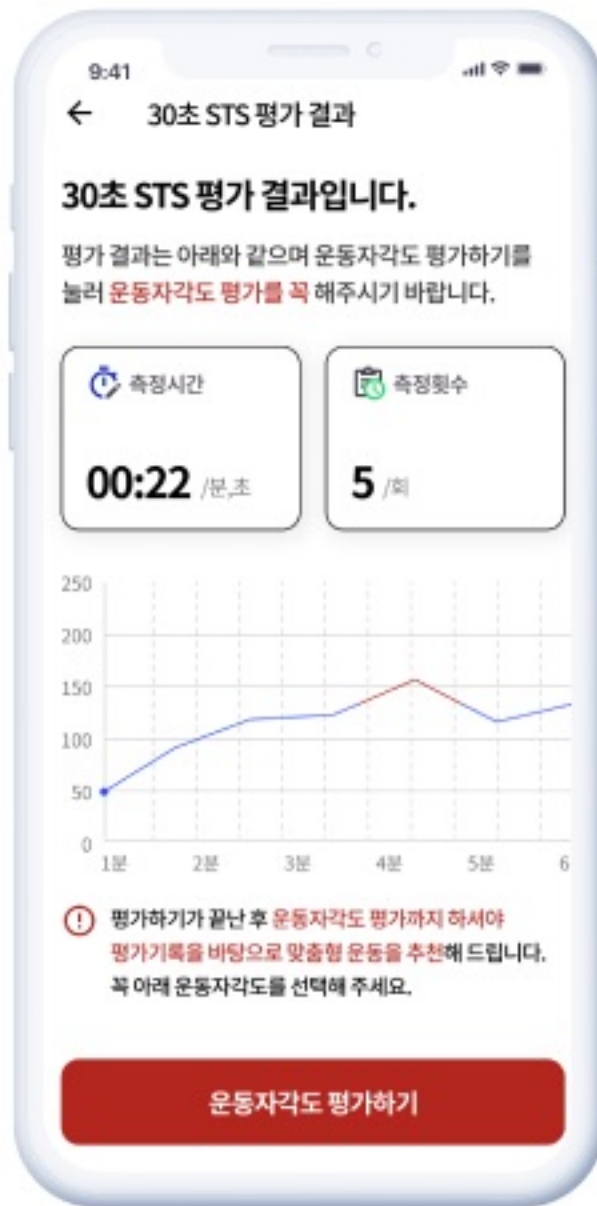 9:41
30초 STS 평가 결과
30초 STS 평가 결과입니다.
평가 결과는 아래와 같으며 운동자각도 평가하기를
눌러 운동자각도 평가를 꼭 해주시기 바랍니다.
측정시간
00:22 /분,초
측정횟수
5 /회
250
200
150
100
50
0
1분 2분 3분 4분 5분 6
평가하기가 끝난 후 운동자각도 평가까지 하셔야
평가기록을 바탕으로 맞춤형 운동을 추천해 드립니다.
꼭 아래 운동자각도를 선택해 주세요.
운동자각도 평가하기